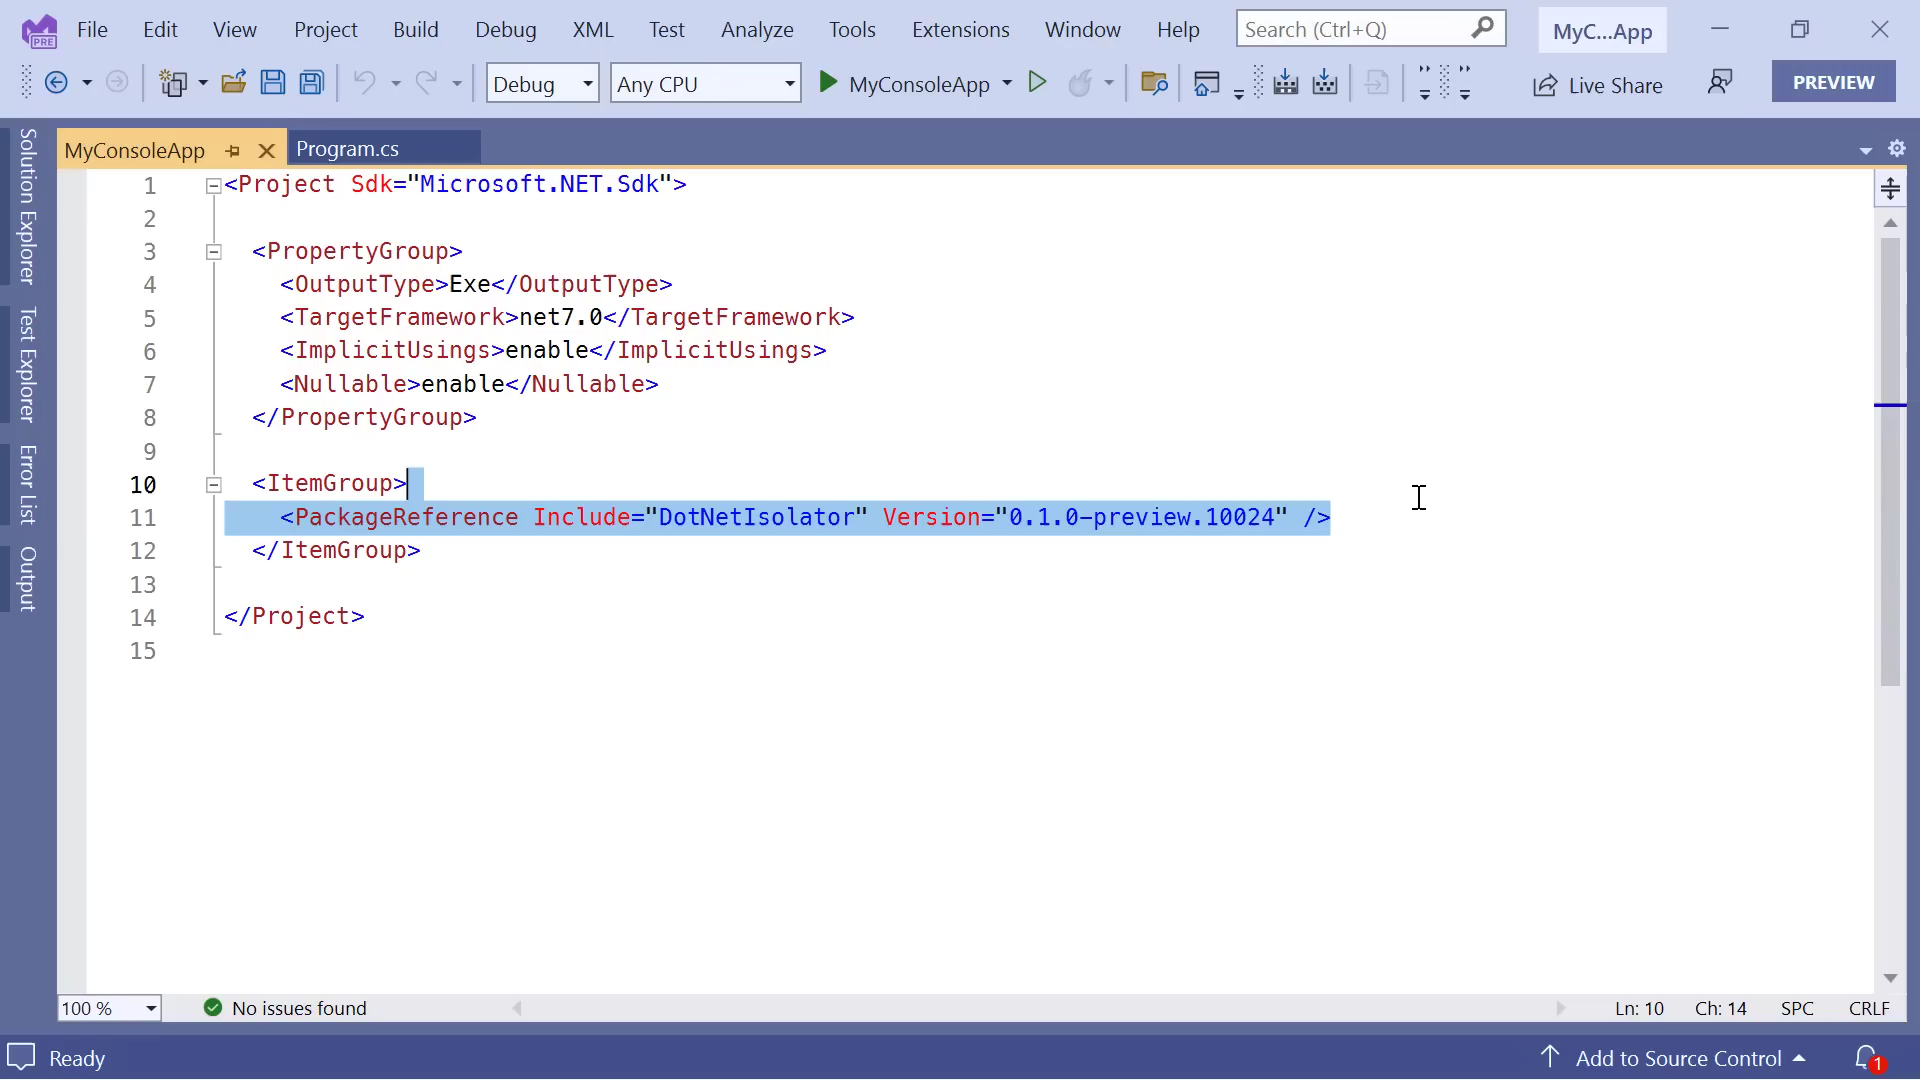 File Edit View Project Build Debug Test Analyze Tools Extensions Window Help Search (Ctrl+Q) MyC...App
XML
PRE
Debug Any CPU MyConsoleApp Live Share PREVIEW
Solution Explorer
Test Explorer
Error List
Output
MyConsoleApp Program.cs
1 <Project Sdk="Microsoft.NET.Sdk">
2
3 <PropertyGroup>
4 <OutputType>Exe</OutputType>
5 <TargetFramework>net7.0</TargetFramework>
6 <ImplicitUsings>enable</ImplicitUsings>
7 <Nullable>enable</Nullable>
8 </PropertyGroup>
9
10 <ItemGroup>
11 <PackageReference Include="DotNetIsolator" Version="0.1.0-preview.10024" />
12 </ItemGroup>
13
14 </Project>
15
100 % No issues found Ln: 10 Ch: 14 SPC CRLF
Ready Add to Source Control 1